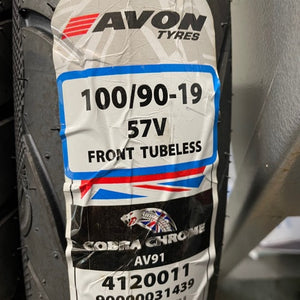 AVON
TYRES
100/90-19
57V
FRONT TUBELESS
COBRA CHROME
AV91
4120011
90000031439